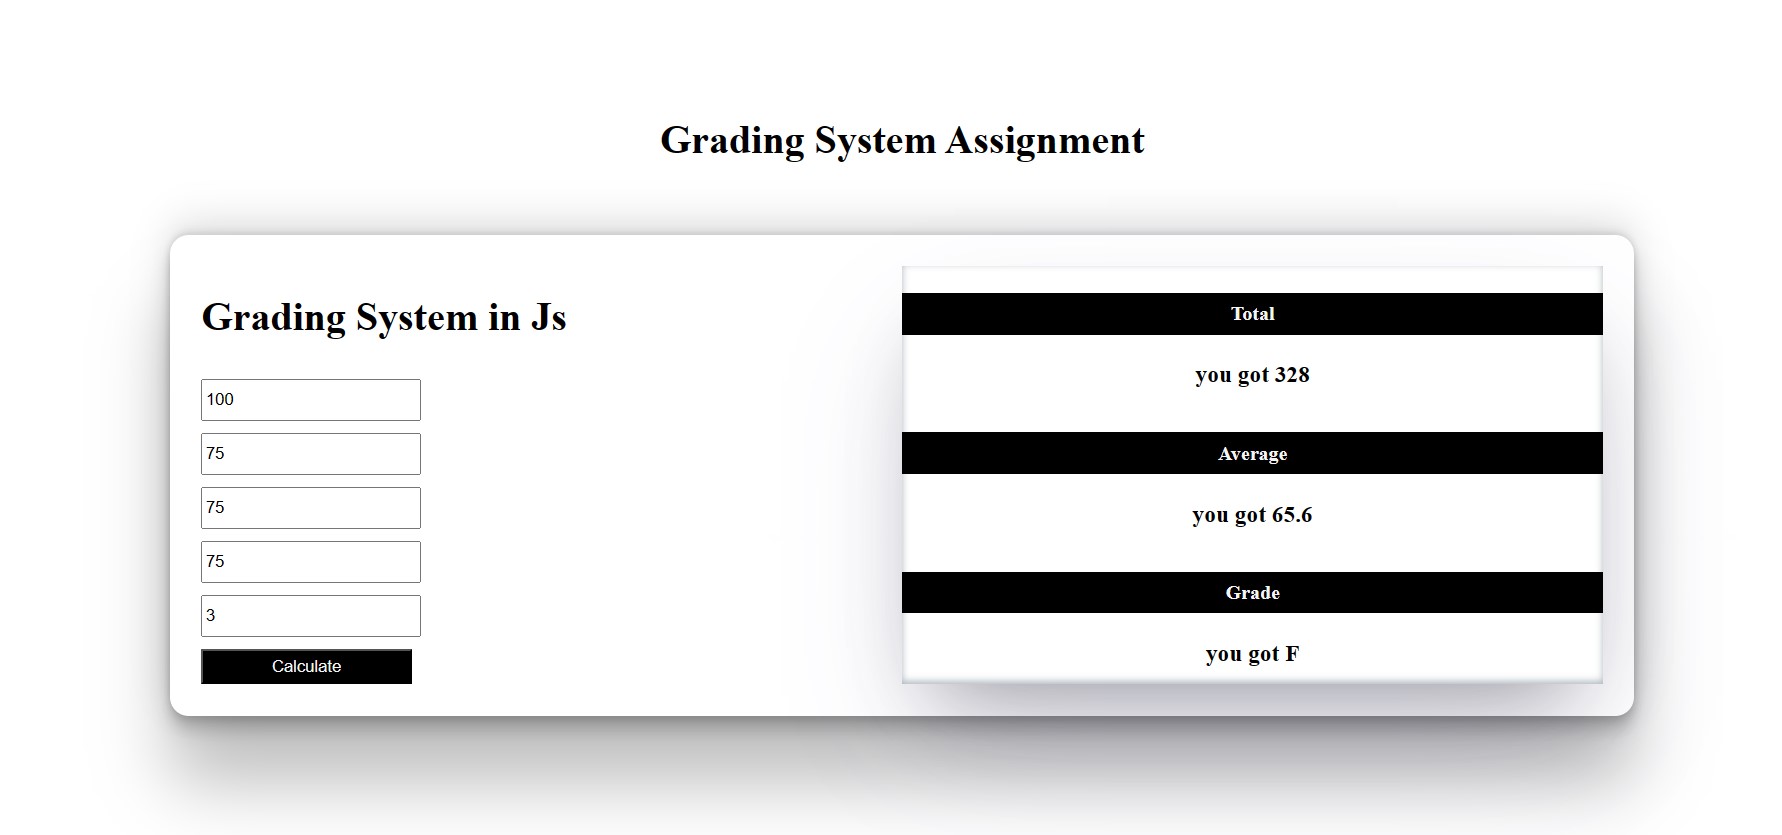 Grading System Assignment
Grading System in Js
100
75
75
75
3
Calculate
Total
you got 328
Average
you got 65.6
Grade
you got F